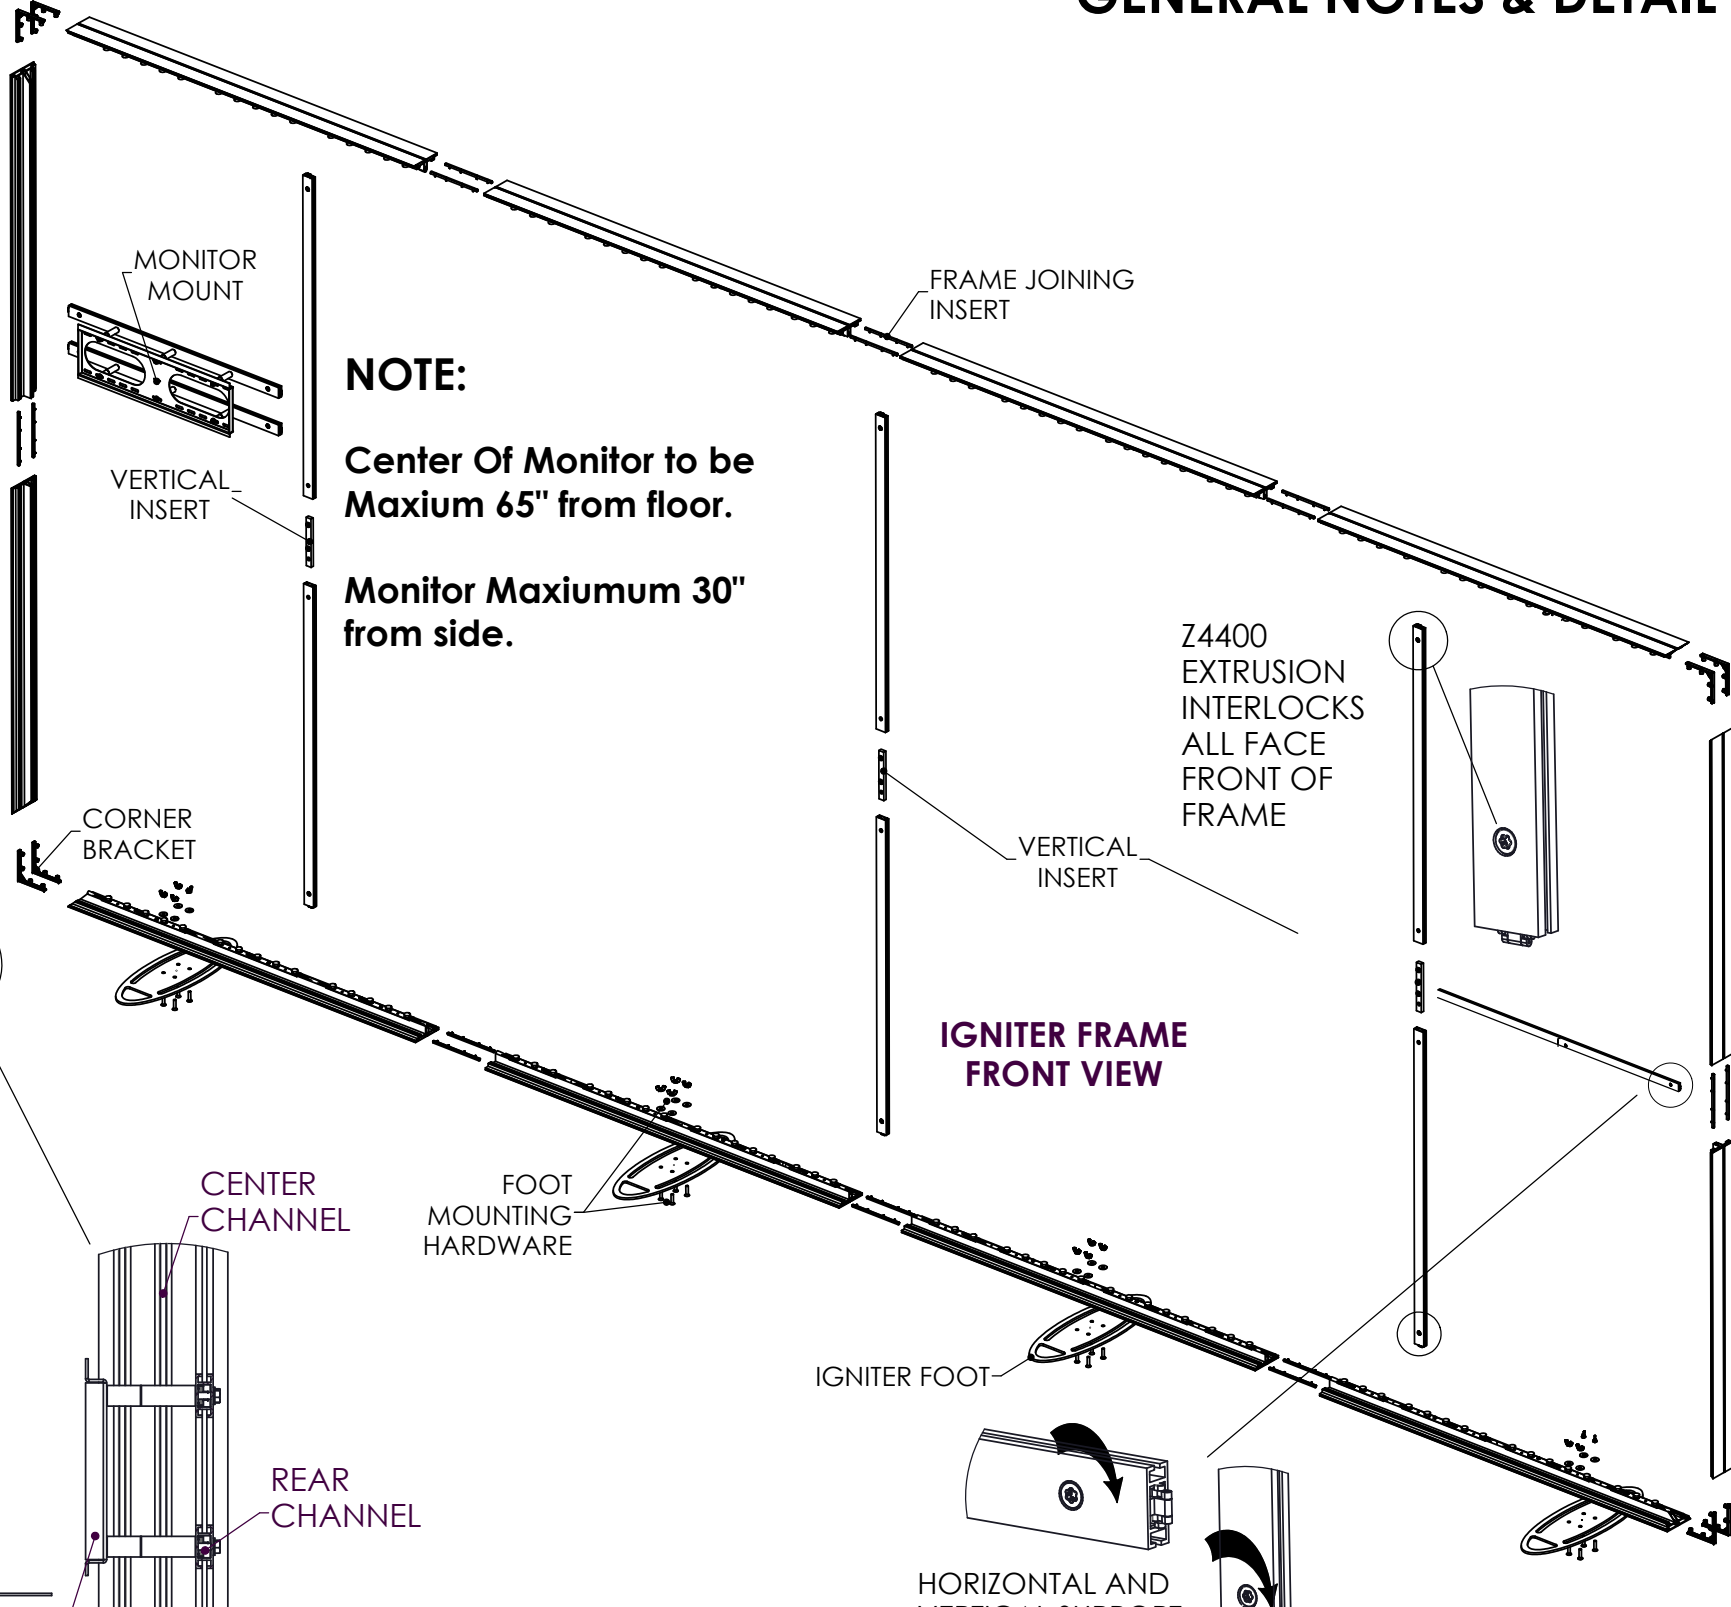 GENERAL NOTES & DETAIL
MONITOR
MOUNT
FRAME JOINING
INSERT
NOTE:
Center Of Monitor to be
Maxium 65" from floor.
Monitor Maxiumum 30"
from side.
VERTICAL
INSERT
Z4400
EXTRUSION
INTERLOCKS
ALL FACE
FRONT OF
FRAME
CORNER
BRACKET
VERTICAL
INSERT
IGNITER FRAME
FRONT VIEW
CENTER
CHANNEL
FOOT
MOUNTING
HARDWARE
IGNITER FOOT
REAR
CHANNEL
HORIZONTAL AND
VERTICAL SUPPORT